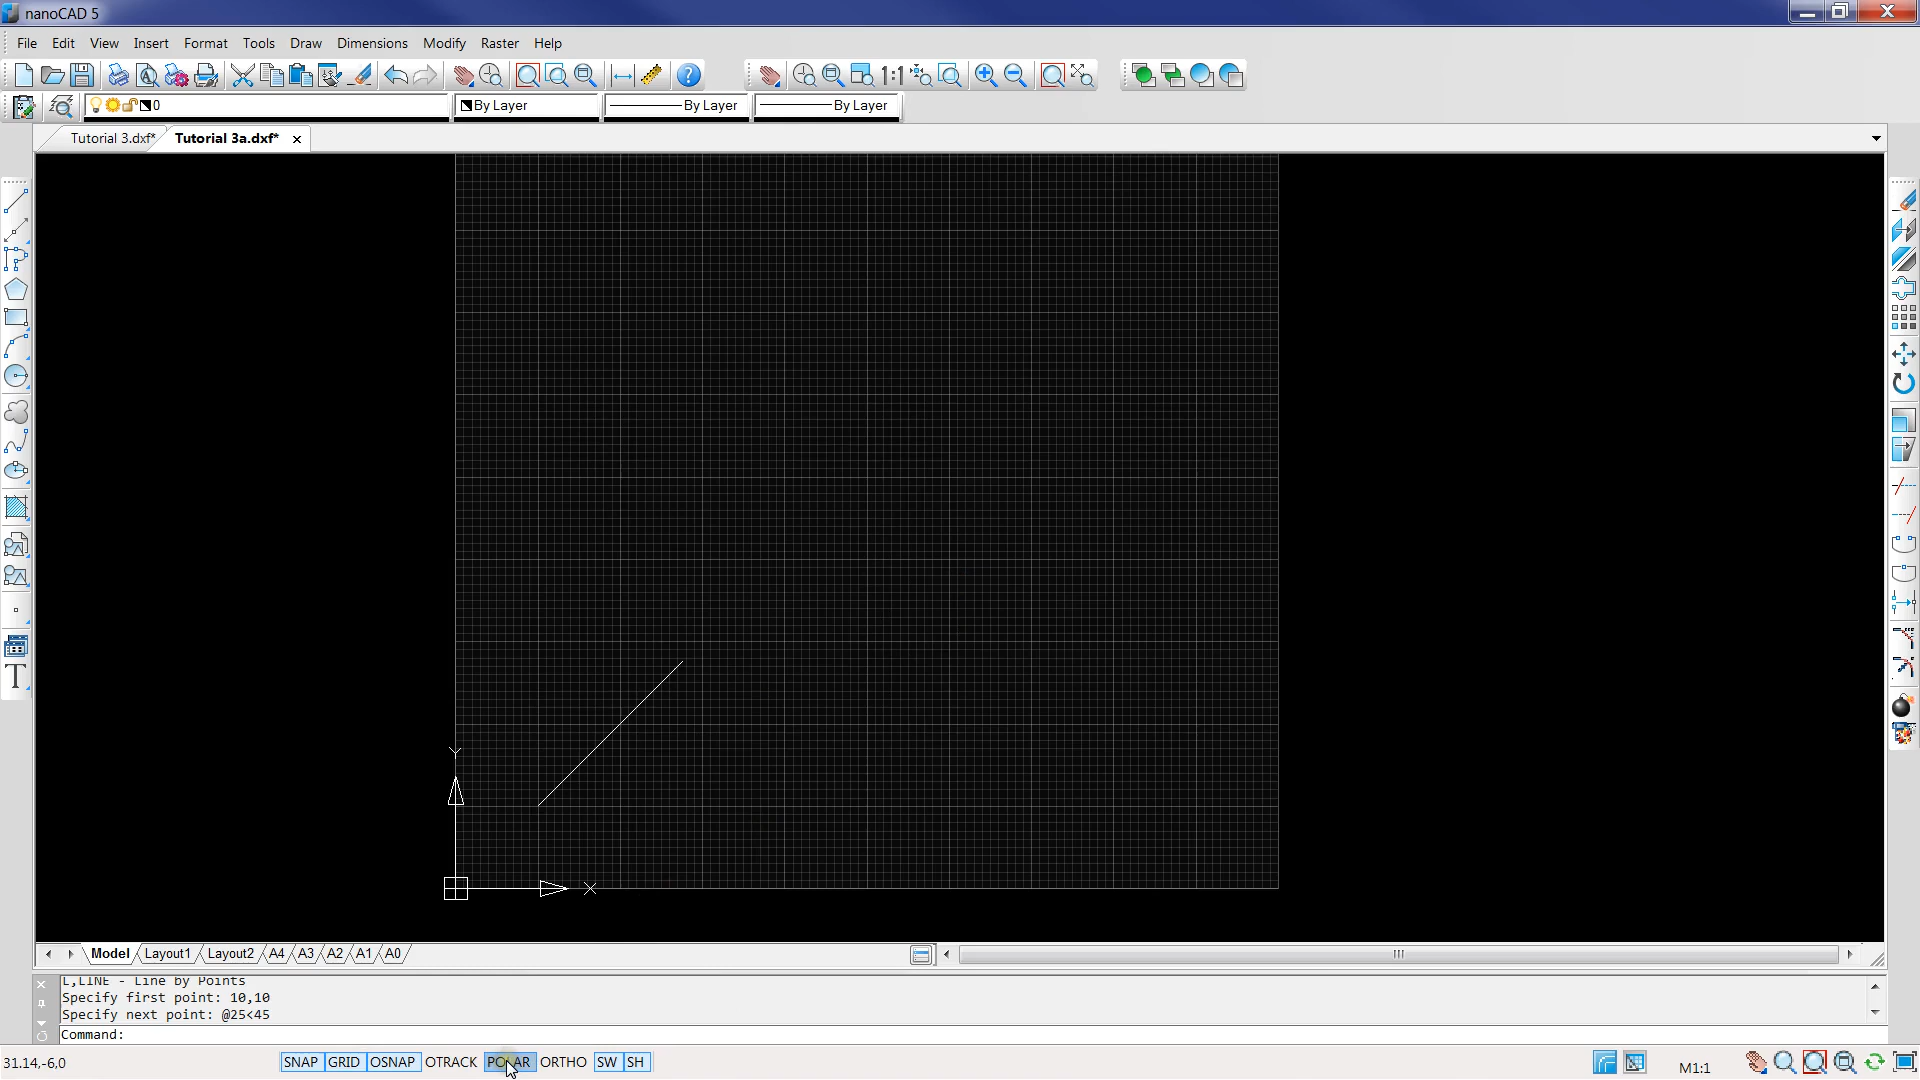 nanoCAD 5
File Edit View Insert Format Tools Draw Dimensions Modify Raster Help
1:1
0 By Layer By Layer By Layer
Tutorial 3.dxf* Tutorial 3a.dxf*
Y
X
Model Layout1 Layout2 A4 A3 A2 A1 A0
L,LINE - Line by Points
Specify first point: 10,10
Specify next point: @25<45
Command:
31.14,-6,0 SNAP GRID OSNAP OTRACK POLAR ORTHO SW SH M1:1